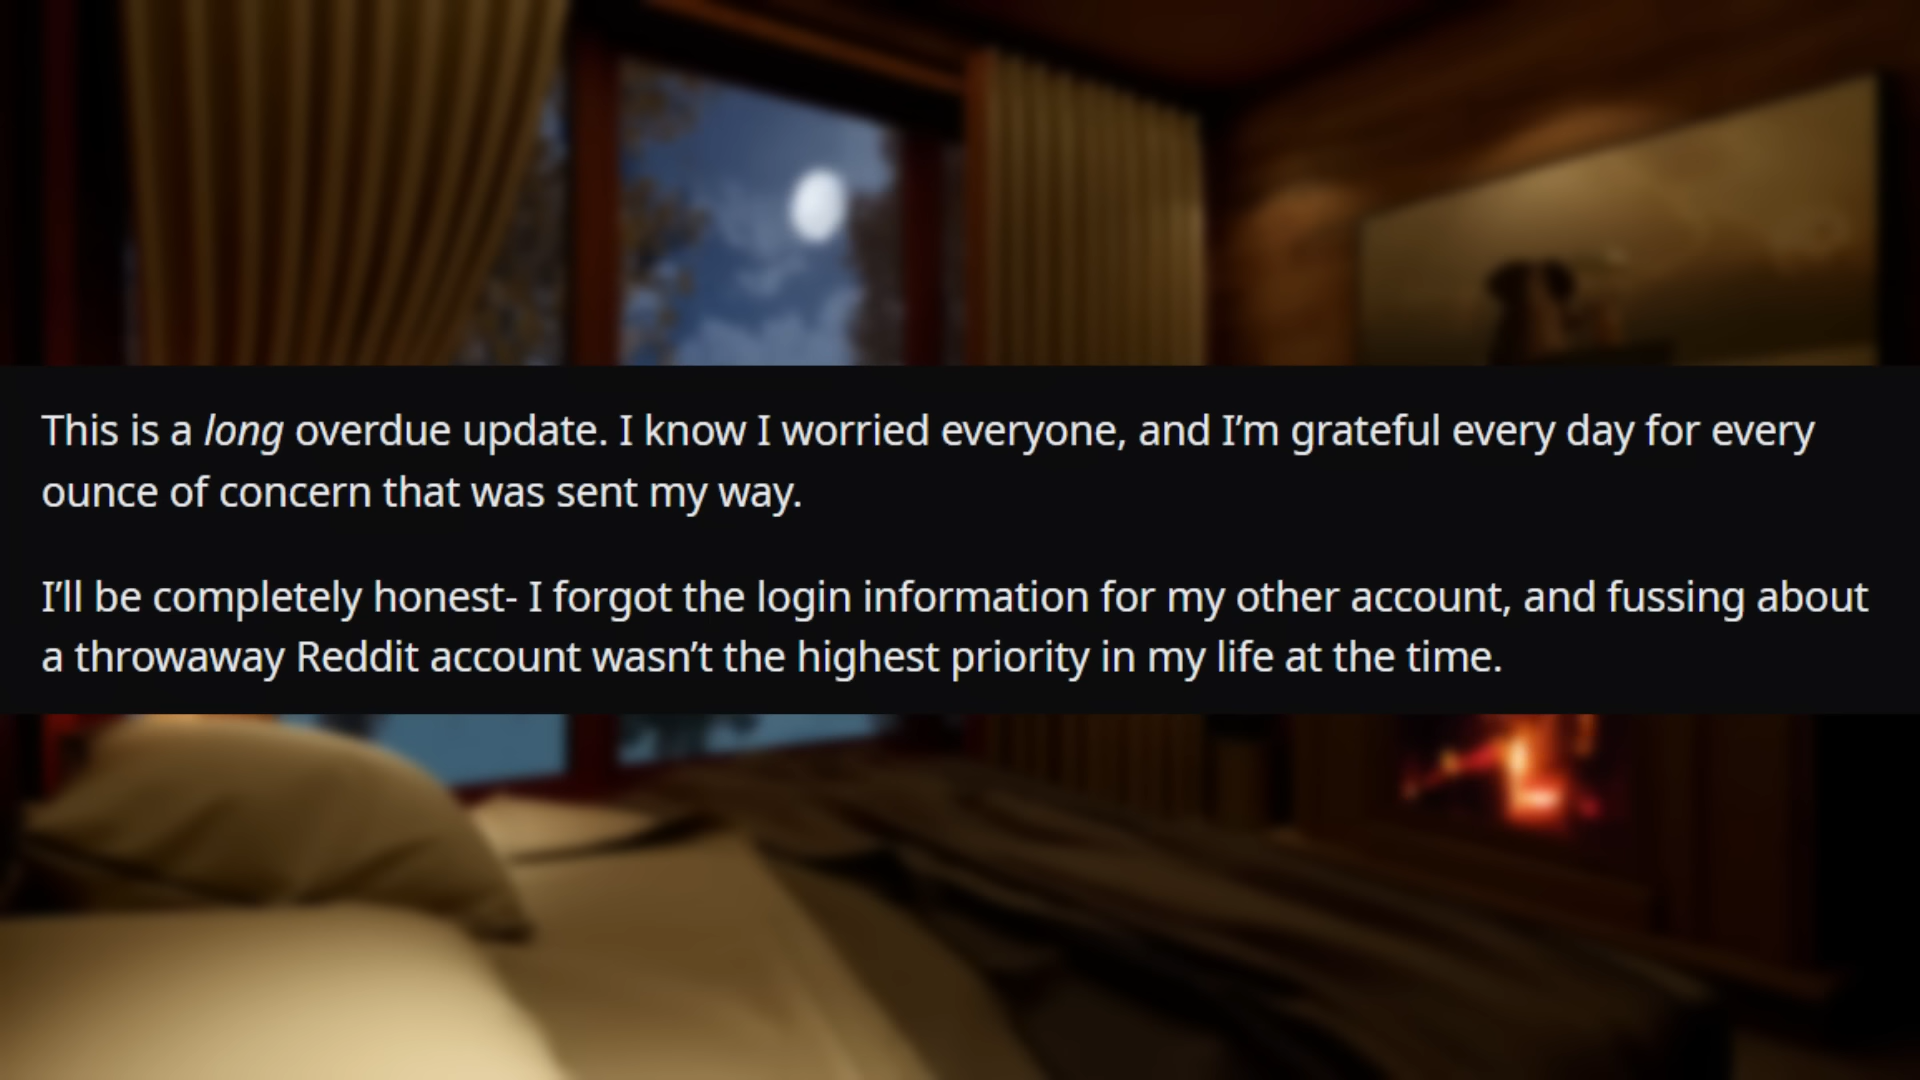 This is a long overdue update. I know I worried everyone, and I’m grateful every day for every
ounce of concern that was sent my way.
I’ll be completely honest- I forgot the login information for my other account, and fussing about
a throwaway Reddit account wasn’t the highest priority in my life at the time.